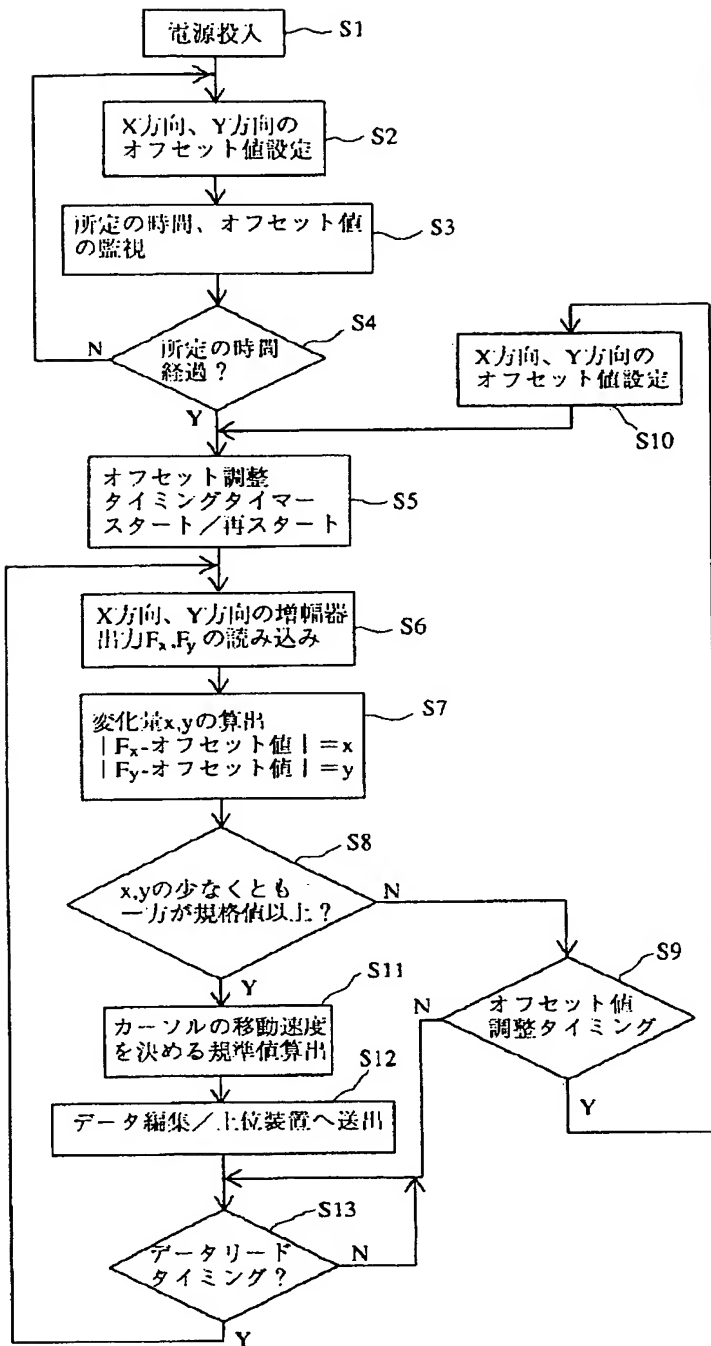 電源投入
S1
X方向、Y方向の
オフセット値設定
S2
所定の時間、オフセット値
の監視
S3
所定の時間
経過？
S4
N
Y
X方向、Y方向の
オフセット値設定
S10
オフセット調整
タイミングタイマー
スタート／再スタート
S5
X方向、Y方向の増幅器
出力Fx,Fy の読み込み
S6
変化量x,yの算出
｜Fx-オフセット値｜＝x
｜Fy-オフセット値｜＝y
S7
x,yの少なくとも
一方が規格値以上？
S8
N
Y
オフセット値
調整タイミング
S9
N
Y
カーソルの移動速度
を決める規準値算出
S11
データ編集／上位装置へ送出
S12
データリード
タイミング？
S13
N
Y